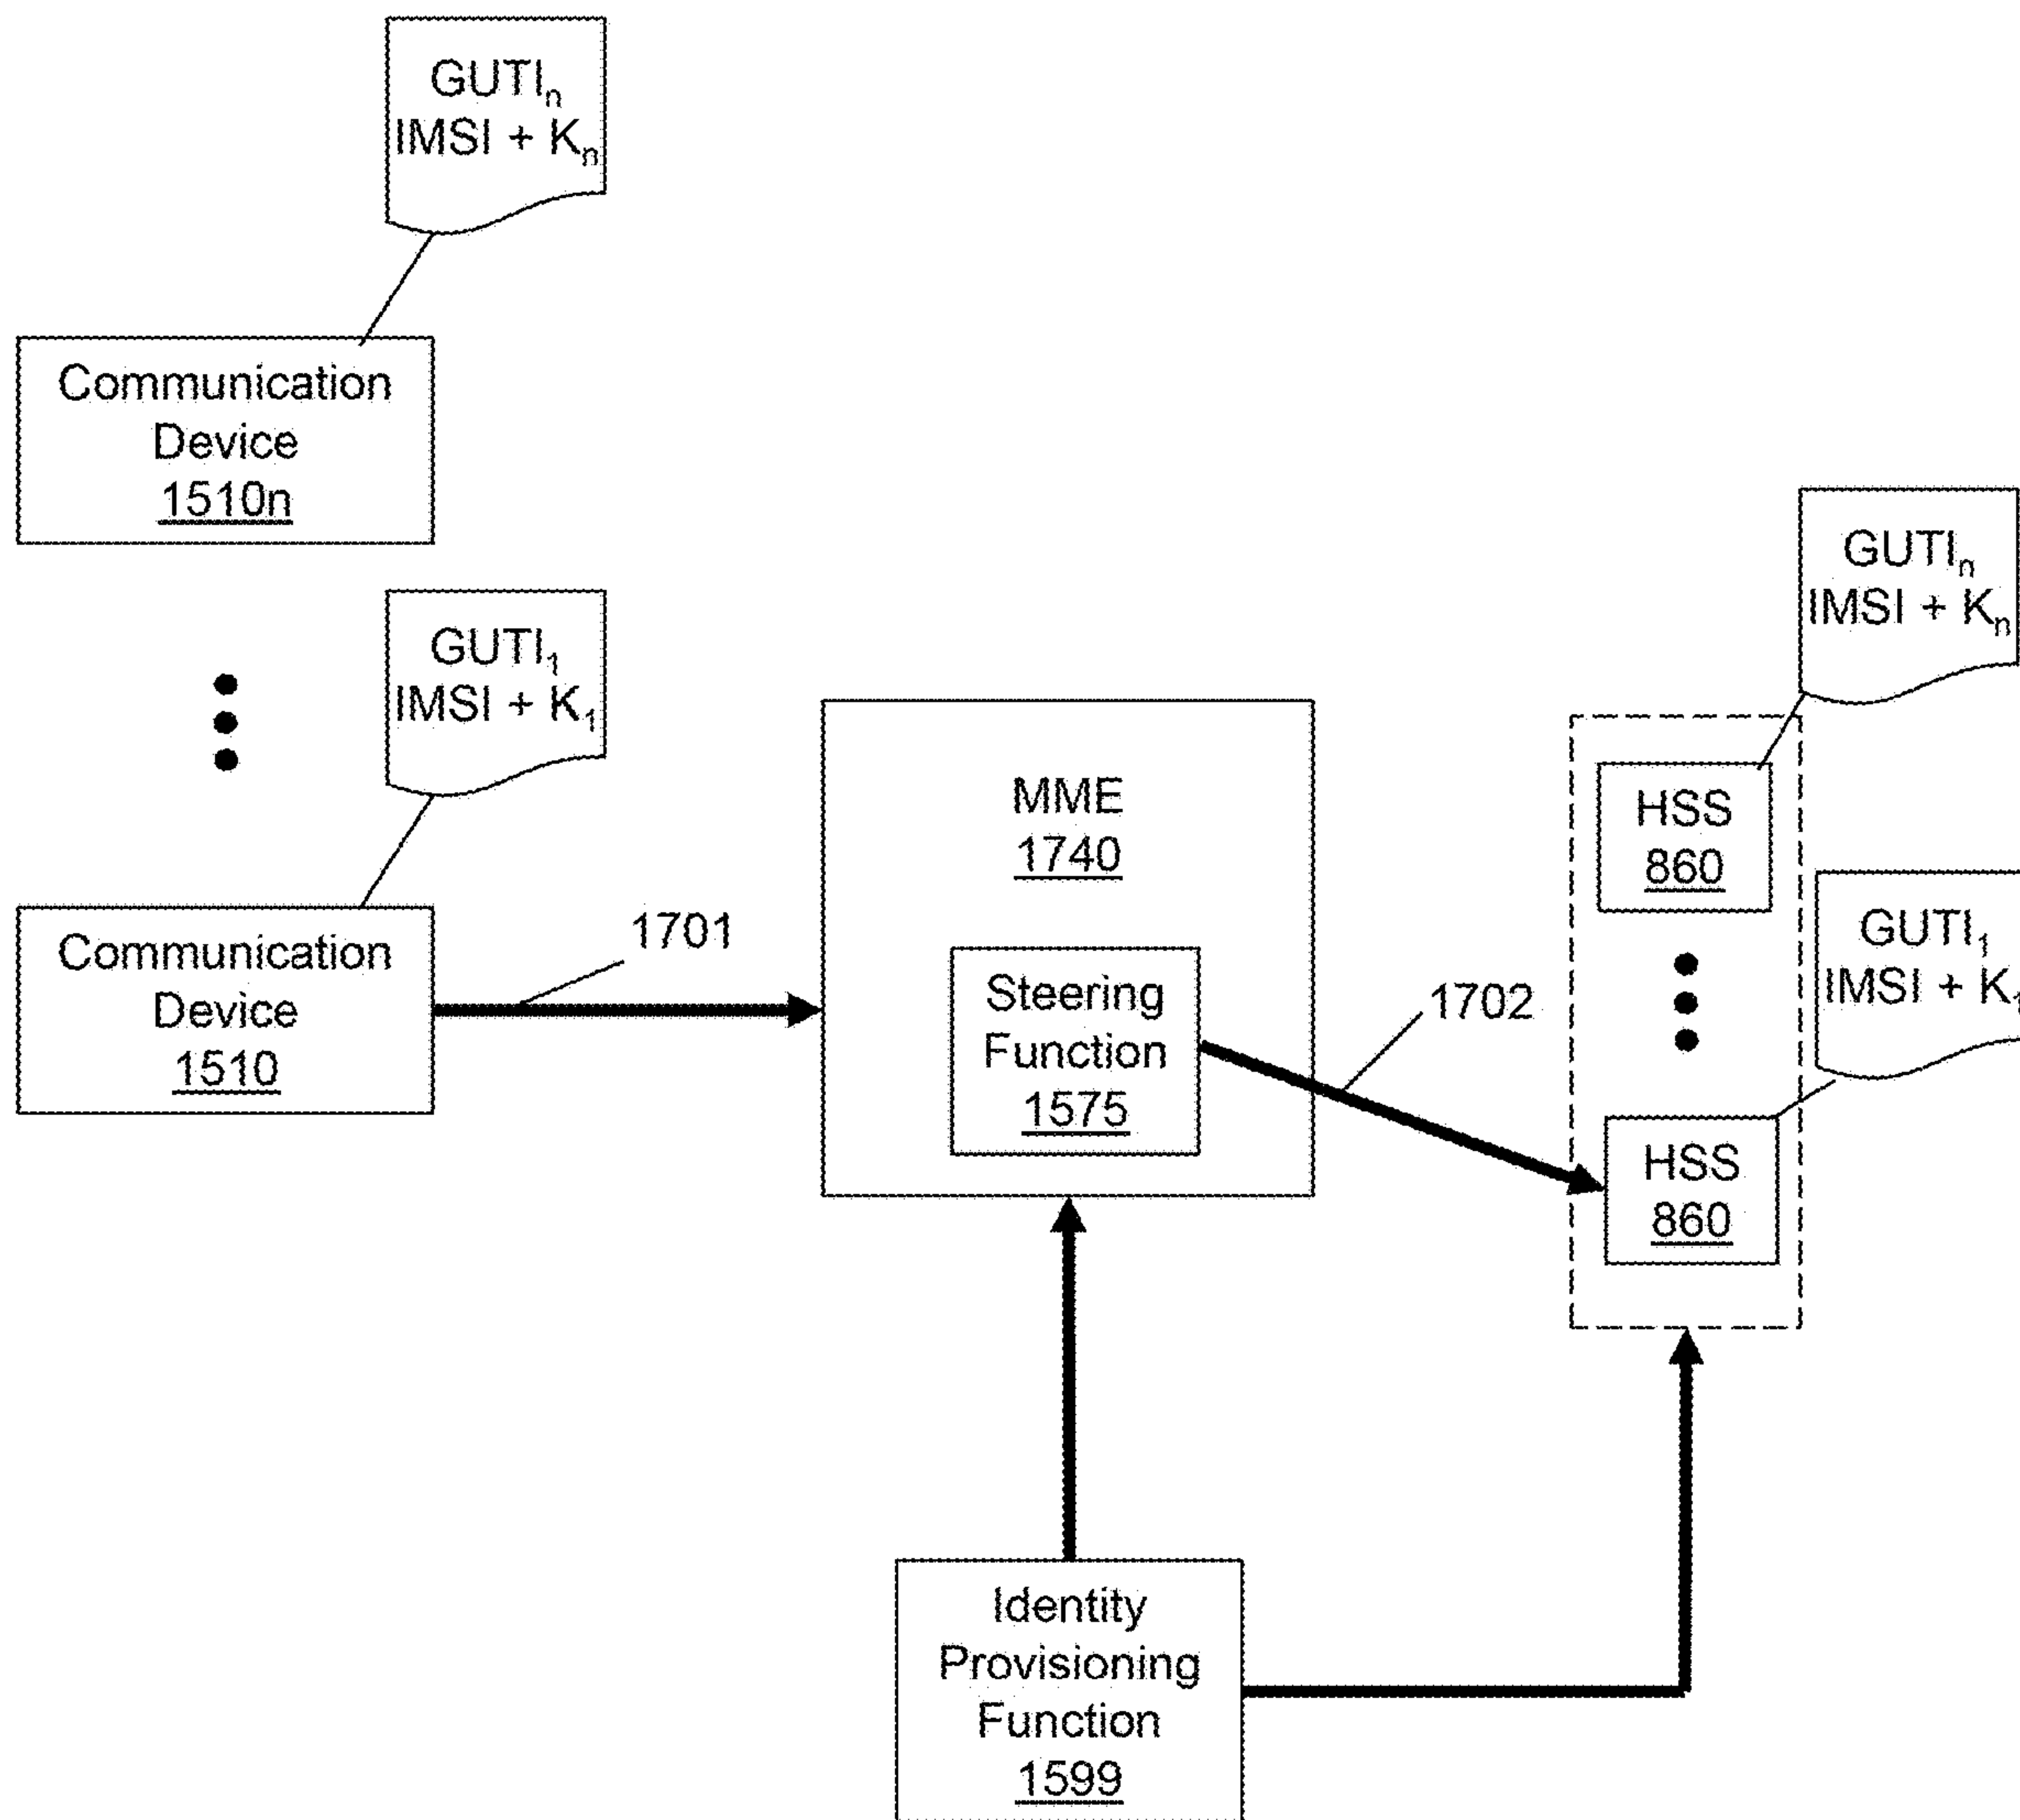 GUTIₙ
IMSI + Kₙ
Communication
Device
1510n
GUTIₙ
IMSI + Kₙ
GUTI₁
IMSI + K₁
MME
1740
HSS
860
GUTI₁
IMSI + K₁
Communication
Device
1510
1701
Steering
Function
1575
1702
HSS
860
Identity
Provisioning
Function
1599